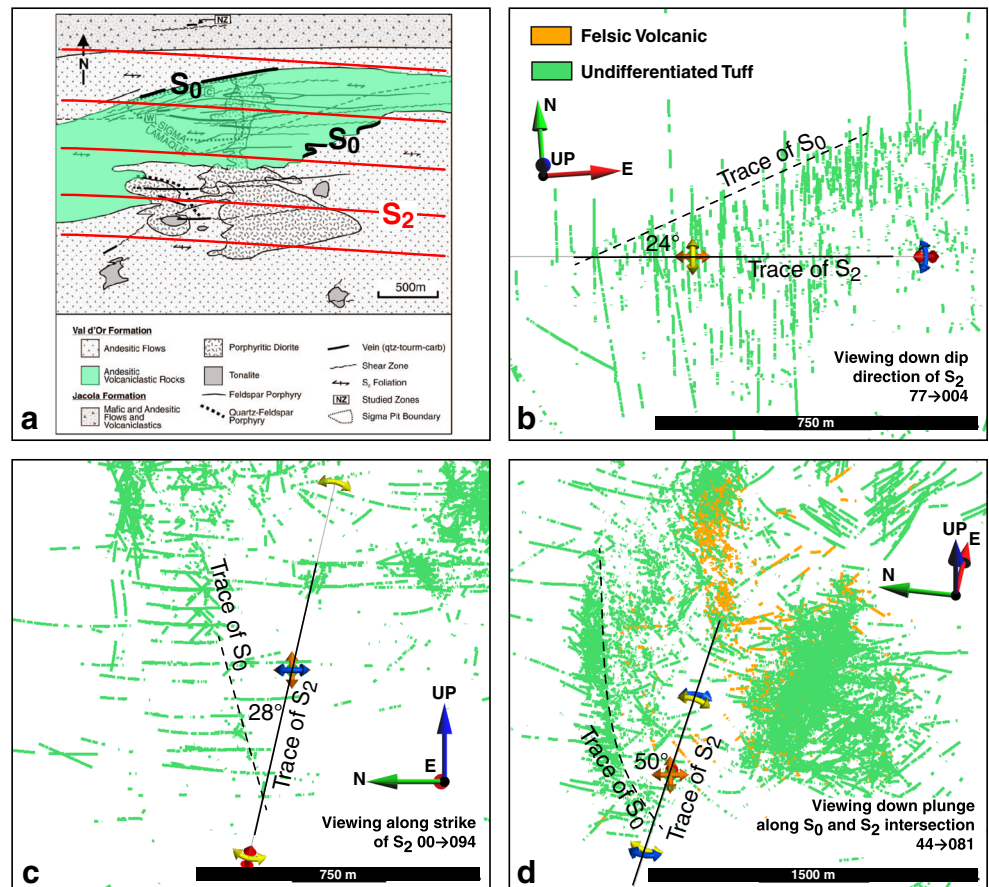 NZ
N
S0
C
S0
W
SIGMA
LAMAQUE
S2
500m
Val d'Or Formation
Andesitic Flows
Andesitic
Volcaniclastic Rocks
Jacola Formation
Mafic and Andesitic
Flows and
Volcaniclastics
Porphyritic Diorite
Tonalite
Feldspar Porphyry
Quartz-Feldspar
Porphyry
Vein (qtz-tourm-carb)
Shear Zone
Foliation
NZ Studied Zones
Sigma Pit Boundary
a
Felsic Volcanic
Undifferentiated Tuff
N
UP
E
Trace of S0
24°
Trace of S2
Viewing down dip
direction of S2
77→004
750 m
b
Trace of S0
28°
Trace of S2
UP
N
E
Viewing along strike
of S2 00→094
750 m
c
UP
E
N
Trace of S0
50°
Trace of S2
Viewing down plunge
along S0 and S2 intersection
44→081
1500 m
d